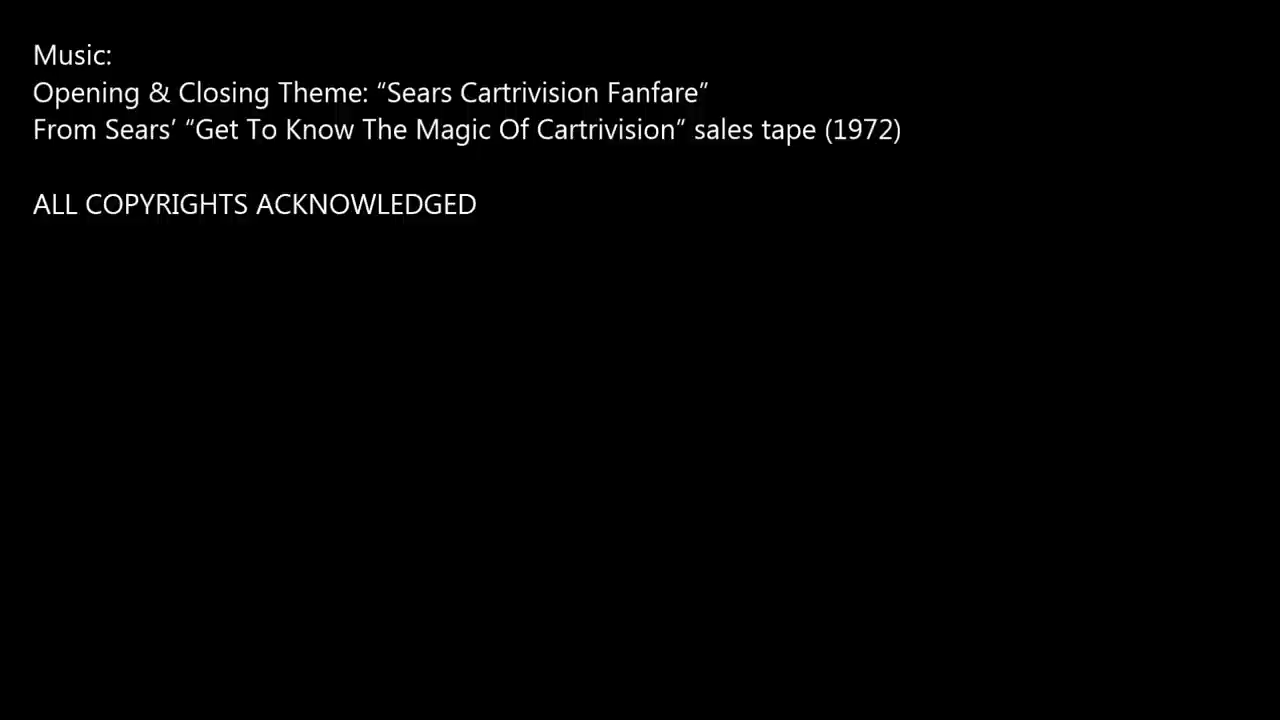 Music:
Opening & Closing Theme: “Sears Cartrivision Fanfare”
From Sears’ “Get To Know The Magic Of Cartrivision” sales tape (1972)
ALL COPYRIGHTS ACKNOWLEDGED